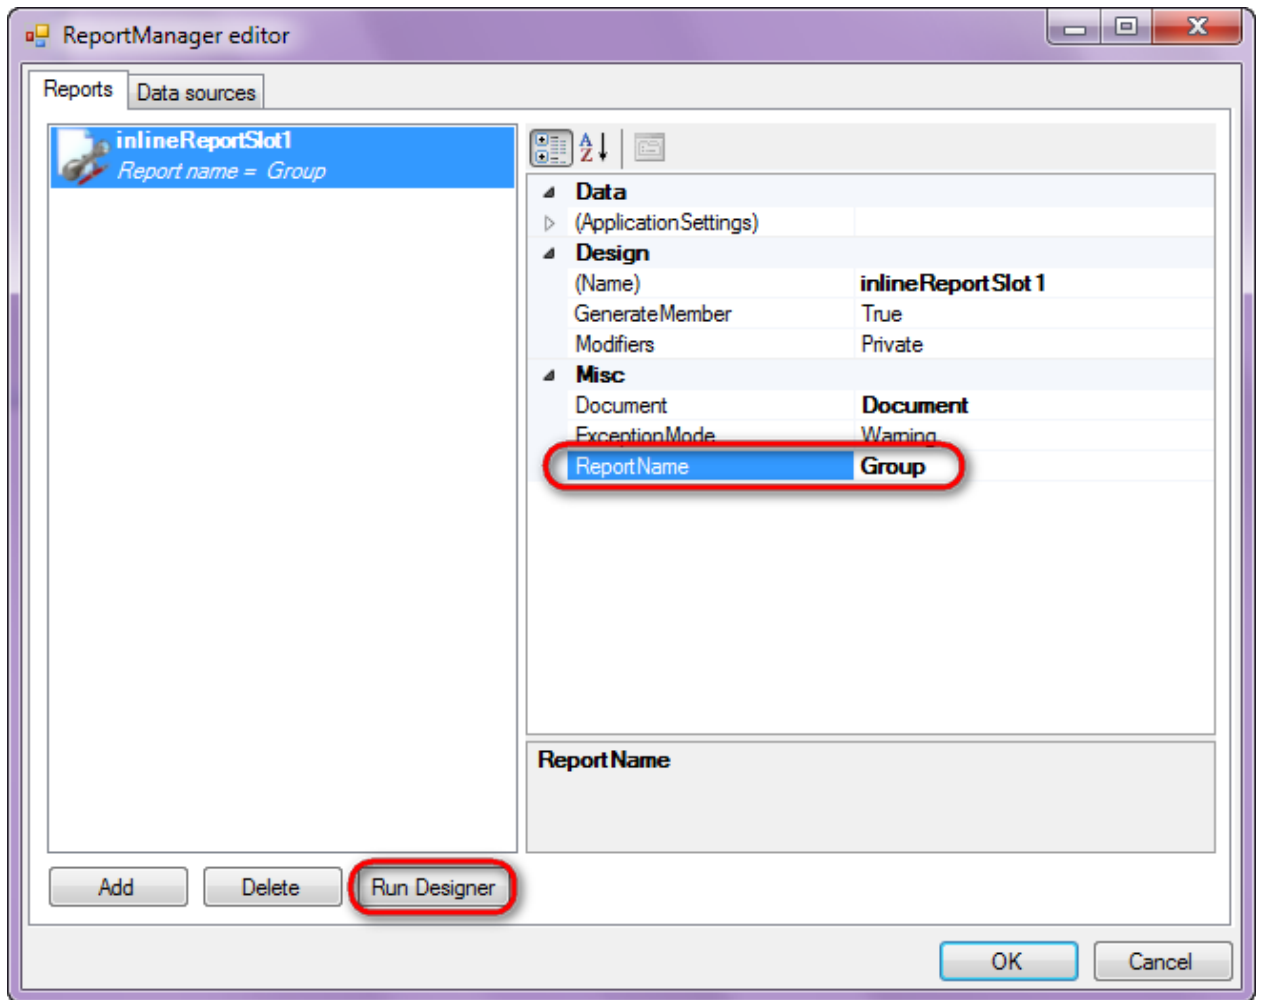 ReportManager editor
Reports
Data sources
inlineReportSlot1
Report name = Group
Data
(ApplicationSettings)
Design
(Name) inlineReportSlot1
GenerateMember True
Modifiers Private
Misc
Document Document
ExceptionMode Warning
ReportName Group
ReportName
Add
Delete
Run Designer
OK
Cancel